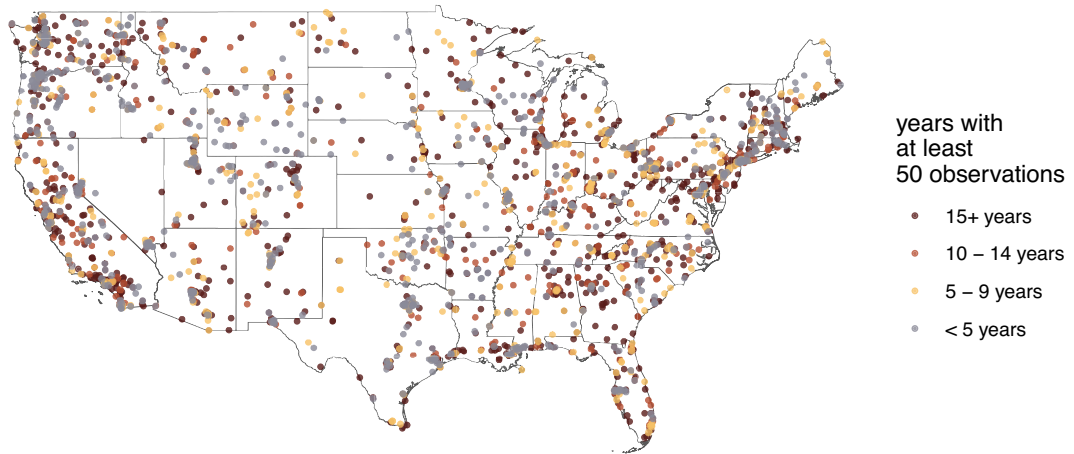 years with
at least
50 observations
15+ years
10 – 14 years
5 – 9 years
< 5 years